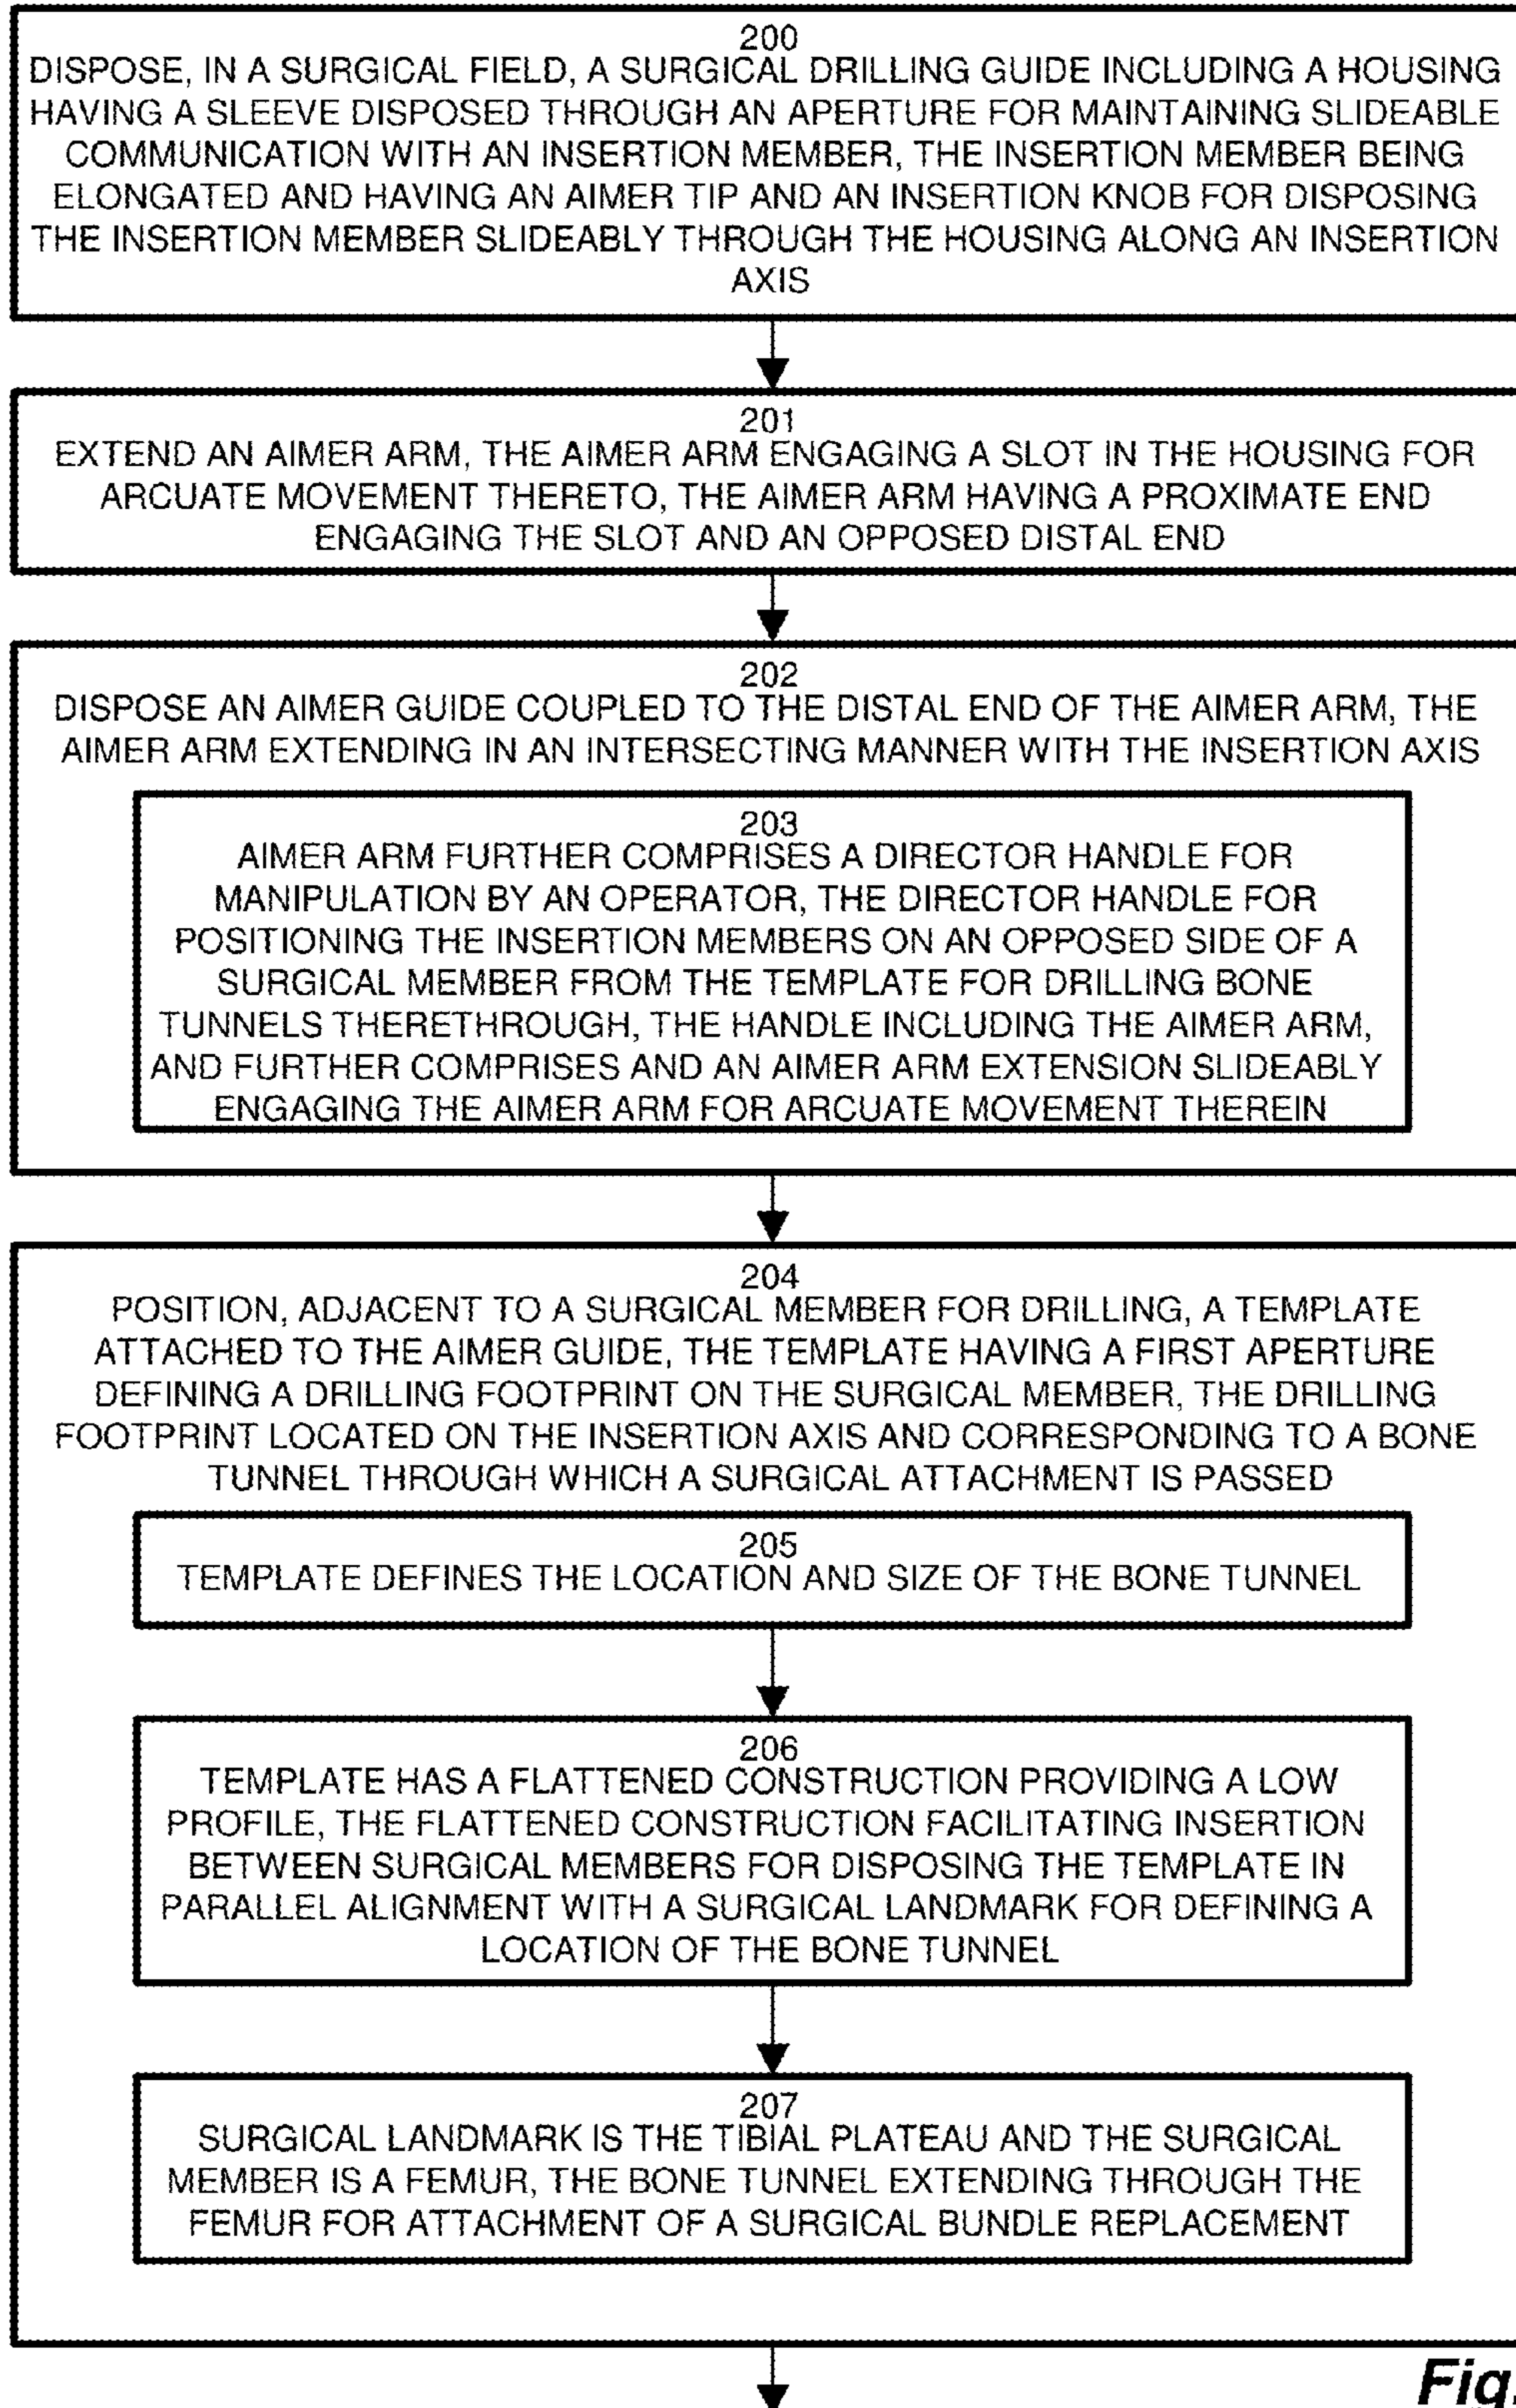 200
DISPOSE, IN A SURGICAL FIELD, A SURGICAL DRILLING GUIDE INCLUDING A HOUSING
HAVING A SLEEVE DISPOSED THROUGH AN APERTURE FOR MAINTAINING SLIDEABLE
COMMUNICATION WITH AN INSERTION MEMBER, THE INSERTION MEMBER BEING
ELONGATED AND HAVING AN AIMER TIP AND AN INSERTION KNOB FOR DISPOSING
THE INSERTION MEMBER SLIDEABLY THROUGH THE HOUSING ALONG AN INSERTION
AXIS
201
EXTEND AN AIMER ARM, THE AIMER ARM ENGAGING A SLOT IN THE HOUSING FOR
ARCUATE MOVEMENT THERETO, THE AIMER ARM HAVING A PROXIMATE END
ENGAGING THE SLOT AND AN OPPOSED DISTAL END
202
DISPOSE AN AIMER GUIDE COUPLED TO THE DISTAL END OF THE AIMER ARM, THE
AIMER ARM EXTENDING IN AN INTERSECTING MANNER WITH THE INSERTION AXIS
203
AIMER ARM FURTHER COMPRISES A DIRECTOR HANDLE FOR
MANIPULATION BY AN OPERATOR, THE DIRECTOR HANDLE FOR
POSITIONING THE INSERTION MEMBERS ON AN OPPOSED SIDE OF A
SURGICAL MEMBER FROM THE TEMPLATE FOR DRILLING BONE
TUNNELS THERETHROUGH, THE HANDLE INCLUDING THE AIMER ARM,
AND FURTHER COMPRISES AND AN AIMER ARM EXTENSION SLIDEABLY
ENGAGING THE AIMER ARM FOR ARCUATE MOVEMENT THEREIN
204
POSITION, ADJACENT TO A SURGICAL MEMBER FOR DRILLING, A TEMPLATE
ATTACHED TO THE AIMER GUIDE, THE TEMPLATE HAVING A FIRST APERTURE
DEFINING A DRILLING FOOTPRINT ON THE SURGICAL MEMBER, THE DRILLING
FOOTPRINT LOCATED ON THE INSERTION AXIS AND CORRESPONDING TO A BONE
TUNNEL THROUGH WHICH A SURGICAL ATTACHMENT IS PASSED
205
TEMPLATE DEFINES THE LOCATION AND SIZE OF THE BONE TUNNEL
206
TEMPLATE HAS A FLATTENED CONSTRUCTION PROVIDING A LOW
PROFILE, THE FLATTENED CONSTRUCTION FACILITATING INSERTION
BETWEEN SURGICAL MEMBERS FOR DISPOSING THE TEMPLATE IN
PARALLEL ALIGNMENT WITH A SURGICAL LANDMARK FOR DEFINING A
LOCATION OF THE BONE TUNNEL
207
SURGICAL LANDMARK IS THE TIBIAL PLATEAU AND THE SURGICAL
MEMBER IS A FEMUR, THE BONE TUNNEL EXTENDING THROUGH THE
FEMUR FOR ATTACHMENT OF A SURGICAL BUNDLE REPLACEMENT
Fig.